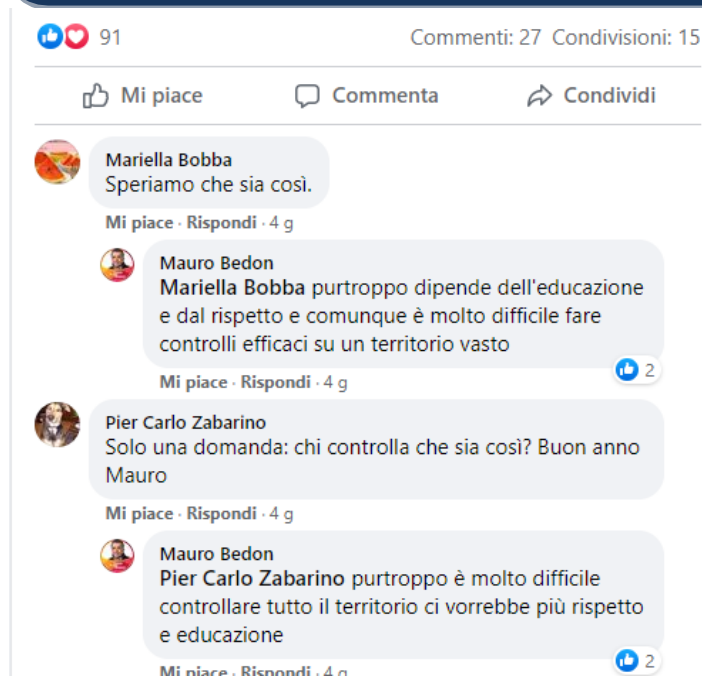 91
Commenti: 27 Condivisioni: 15
Mi piace
Commenta
Condividi
Mariella Bobba
Speriamo che sia così.
Mi piace · Rispondi · 4 g
Mauro Bedon
Mariella Bobba purtroppo dipende dell'educazione
e dal rispetto e comunque è molto difficile fare
controlli efficaci su un territorio vasto
2
Mi piace · Rispondi · 4 g
Pier Carlo Zabarino
Solo una domanda: chi controlla che sia così? Buon anno
Mauro
Mi piace · Rispondi · 4 g
Mauro Bedon
Pier Carlo Zabarino purtroppo è molto difficile
controllare tutto il territorio ci vorrebbe più rispetto
e educazione
2
Mi piace · Rispondi · 4 g